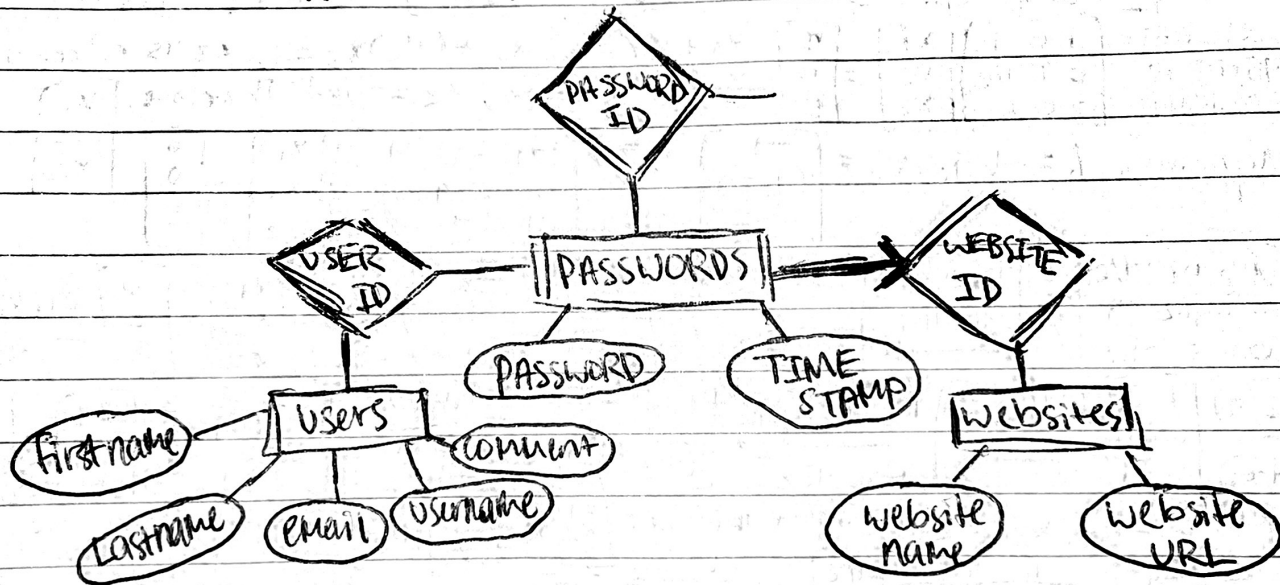 PASSWORD
ID
USER
ID
PASSWORDS
WEBSITE
ID
PASSWORD
TIME
STAMP
users
websites
firstname
comment
Lastname
email
username
website
name
website
URL